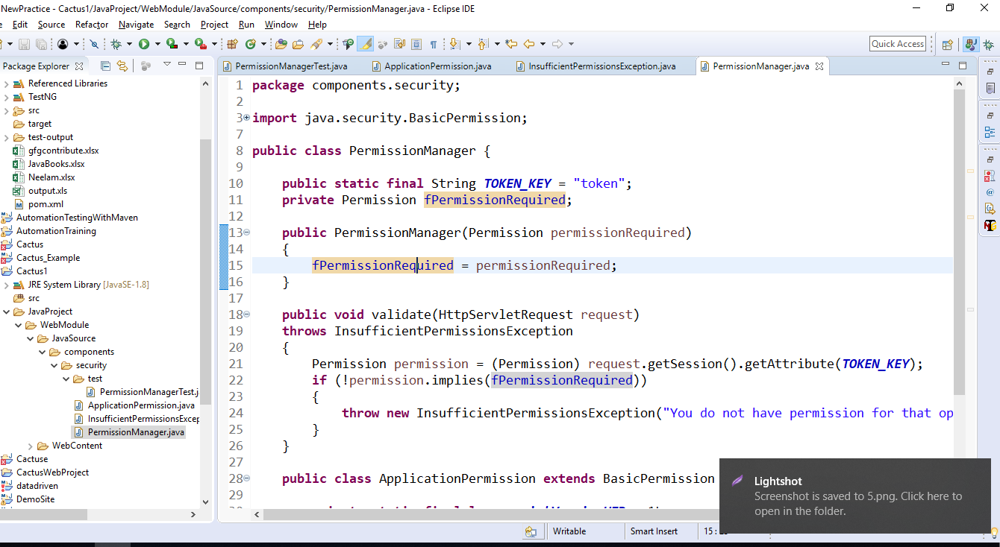 NewPractice - Cactus1/JavaProject/WebModule/JavaSource/components/security/PermissionManager.java - Eclipse IDE
Edit Source Refactor Navigate Search Project Run Window Help
Quick Access
Package Explorer
PermissionManagerTest.java ApplicationPermission.java InsufficientPermissionsException.java PermissionManager.java
Referenced Libraries
TestNG
src
target
test-output
gfgcontribute.xlsx
JavaBooks.xlsx
Neelam.xlsx
output.xls
pom.xml
AutomationTestingWithMaven
AutomationTraining
Cactus
Cactus_Example
Cactus1
JRE System Library [JavaSE-1.8]
src
JavaProject
WebModule
JavaSource
components
security
test
PermissionManagerTest.j
ApplicationPermission.java
InsufficientPermissionsExcep
PermissionManager.java
WebContent
Cactuse
CactusWebProject
datadriven
DemoSite
1 package components.security;
2
3 import java.security.BasicPermission;
7
8 public class PermissionManager {
9
10 public static final String TOKEN_KEY = "token";
11 private Permission fPermissionRequired;
12
13 public PermissionManager(Permission permissionRequired)
14 {
15 fPermissionRequired = permissionRequired;
16 }
17
18 public void validate(HttpServletRequest request)
19 throws InsufficientPermissionsException
20 {
21 Permission permission = (Permission) request.getSession().getAttribute(TOKEN_KEY);
22 if (!permission.implies(fPermissionRequired))
23 {
24 throw new InsufficientPermissionsException("You do not have permission for that op
25 }
26 }
27
28 public class ApplicationPermission extends BasicPermission
29
Lightshot
Screenshot is saved to 5.png. Click here to
open in the folder.
Writable Smart Insert 15 :